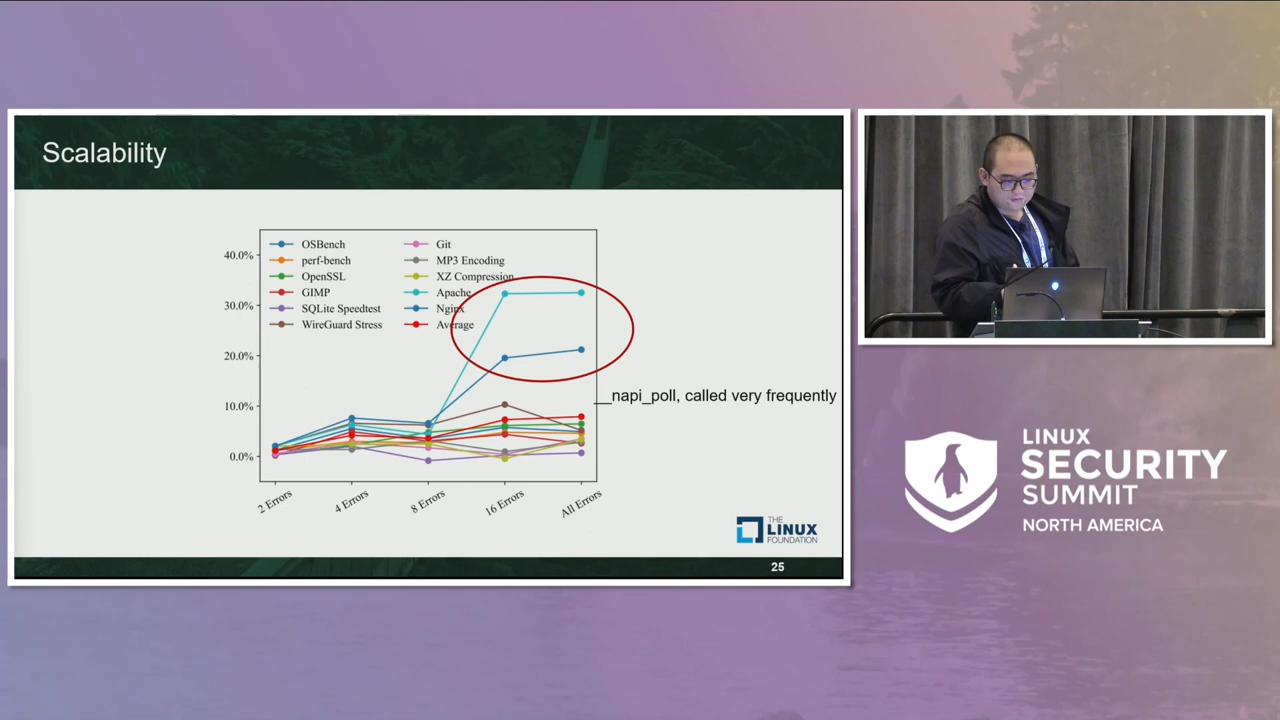 Scalability
OSBench
perf-bench
OpenSSL
GIMP
SQLite Speedtest
WireGuard Stress
Git
MP3 Encoding
XZ Compression
Apache
Nginx
Average
40.0%
30.0%
20.0%
10.0%
0.0%
2 Errors
4 Errors
8 Errors
16 Errors
All Errors
__napi_poll, called very frequently
THE
LINUX
FOUNDATION
25
LINUX
SECURITY
SUMMIT
NORTH AMERICA